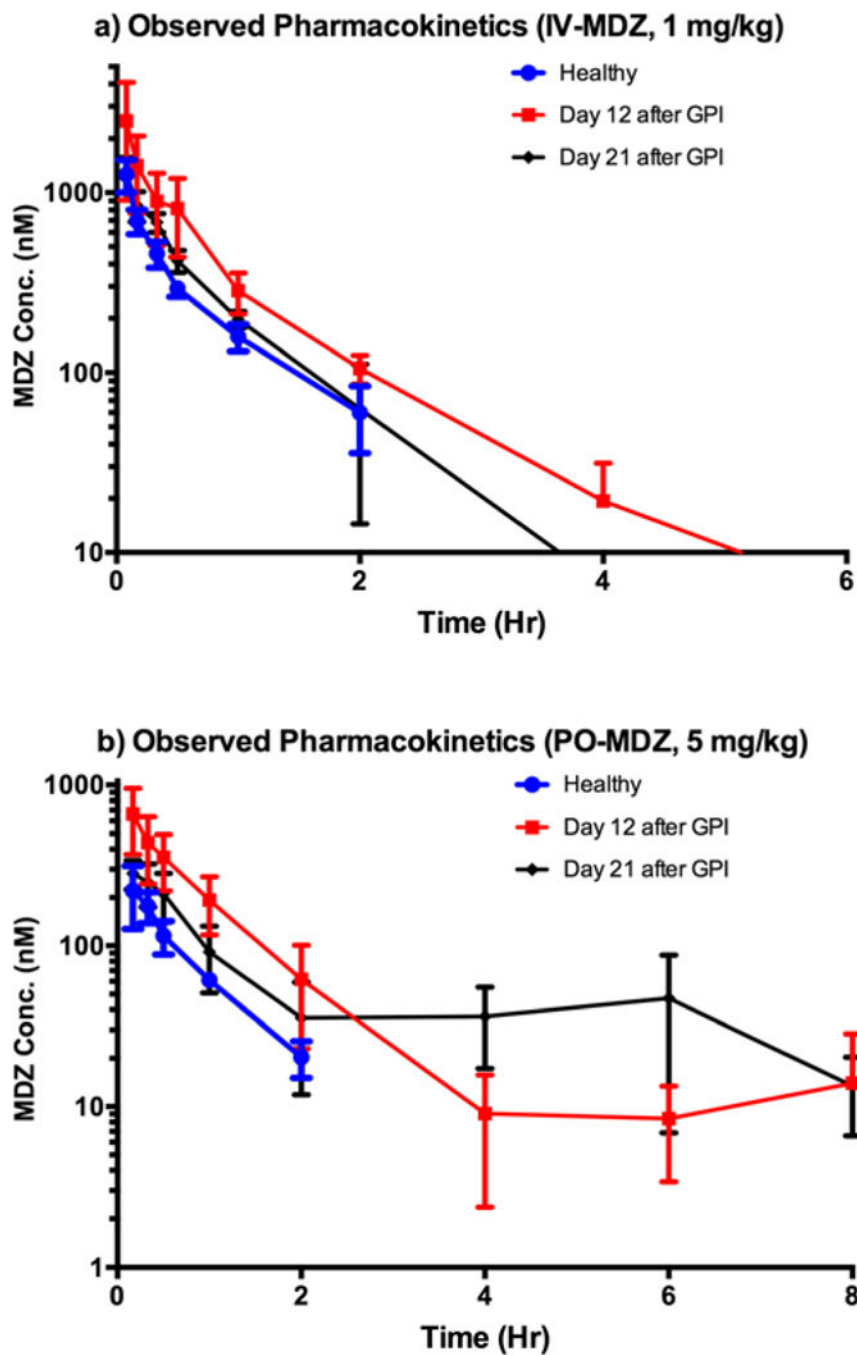 a) Observed Pharmacokinetics (IV-MDZ, 1 mg/kg)
Healthy
Day 12 after GPI
Day 21 after GPI
MDZ Conc. (nM)
1000
100
10
0 2 4 6
Time (Hr)
b) Observed Pharmacokinetics (PO-MDZ, 5 mg/kg)
Healthy
Day 12 after GPI
Day 21 after GPI
MDZ Conc. (nM)
1000
100
10
1
0 2 4 6 8
Time (Hr)